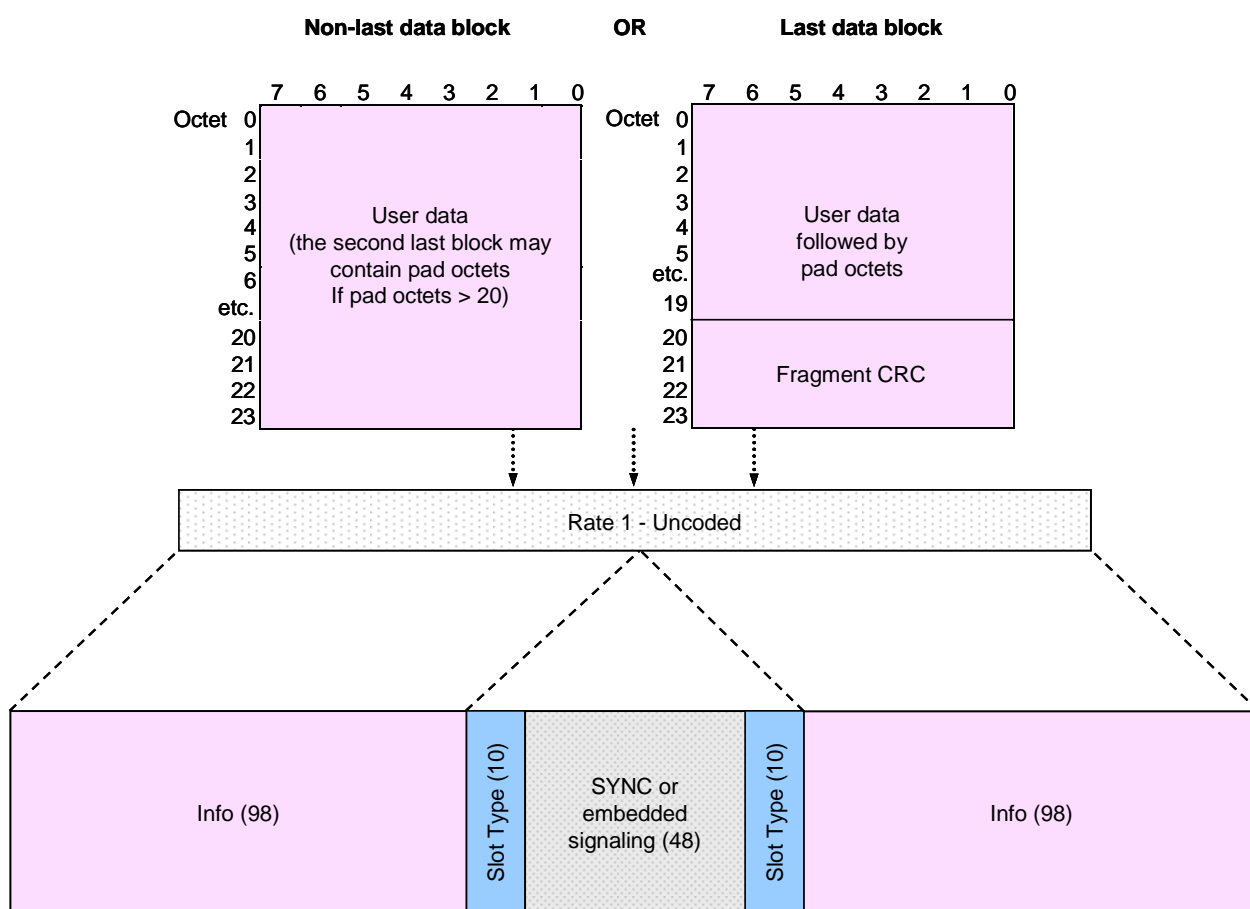 Non-last data block OR Last data block
7 6 5 4 3 2 1 0
Octet 0
1
2
3
4
5
6
etc.
20
21
22
23
User data
(the second last block may
contain pad octets
If pad octets > 20)
7 6 5 4 3 2 1 0
Octet 0
1
2
3
4
5
etc.
19
20
21
22
23
User data
followed by
pad octets
Fragment CRC
Rate 1 - Uncoded
Info (98)
Slot Type (10)
SYNC or
embedded
signaling (48)
Slot Type (10)
Info (98)